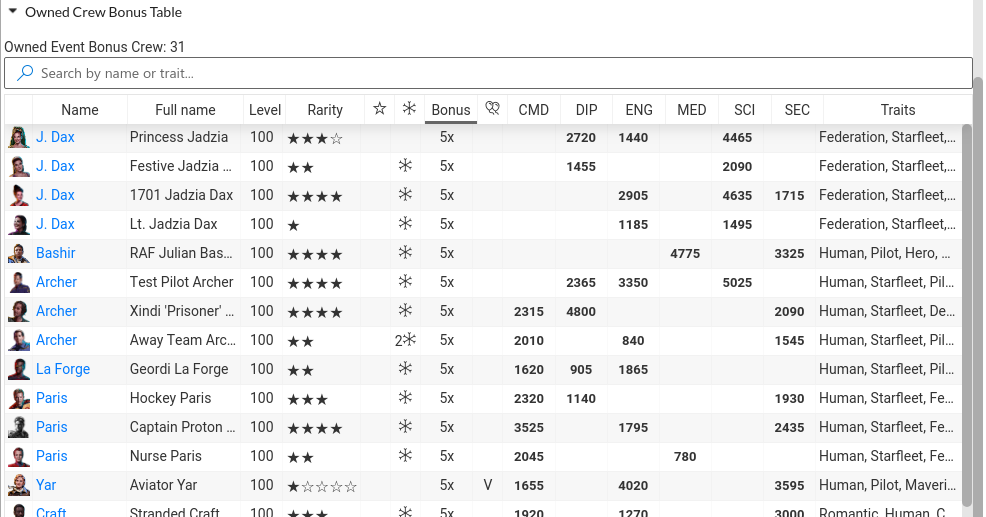 Owned Crew Bonus Table
Owned Event Bonus Crew: 31
Search by name or trait...
Name Full name Level Rarity Bonus CMD DIP ENG MED SCI SEC Traits
J. Dax Princess Jadzia 100 ★★★☆ 5x 2720 1440 4465 Federation, Starfleet,...
J. Dax Festive Jadzia ... 100 ★★ 5x 1455 2090 Federation, Starfleet,...
J. Dax 1701 Jadzia Dax 100 ★★★★ 5x 2905 4635 1715 Federation, Starfleet,...
J. Dax Lt. Jadzia Dax 100 ★ 5x 1185 1495 Federation, Starfleet,...
Bashir RAF Julian Bas... 100 ★★★★ 5x 4775 3325 Human, Pilot, Hero, ...
Archer Test Pilot Archer 100 ★★★★ 5x 2365 3350 5025 Human, Starfleet, Pil...
Archer Xindi 'Prisoner' ... 100 ★★★★ 5x 2315 4800 2090 Human, Starfleet, De...
Archer Away Team Arc... 100 ★★ 2 5x 2010 840 1545 Human, Starfleet, Pil...
La Forge Geordi La Forge 100 ★★ 5x 1620 905 1865 Human, Starfleet, Pil...
Paris Hockey Paris 100 ★★★ 5x 2320 1140 1930 Human, Starfleet, Fe...
Paris Captain Proton ... 100 ★★★★ 5x 3525 1795 2435 Human, Starfleet, Fe...
Paris Nurse Paris 100 ★★ 5x 2045 780 Human, Starfleet, Fe...
Yar Aviator Yar 100 ★☆☆☆☆ 5x V 1655 4020 3595 Human, Pilot, Maveri...
Craft Stranded Craft 100 ★★★ 5x 1920 1270 3000 Romantic, Human, C...